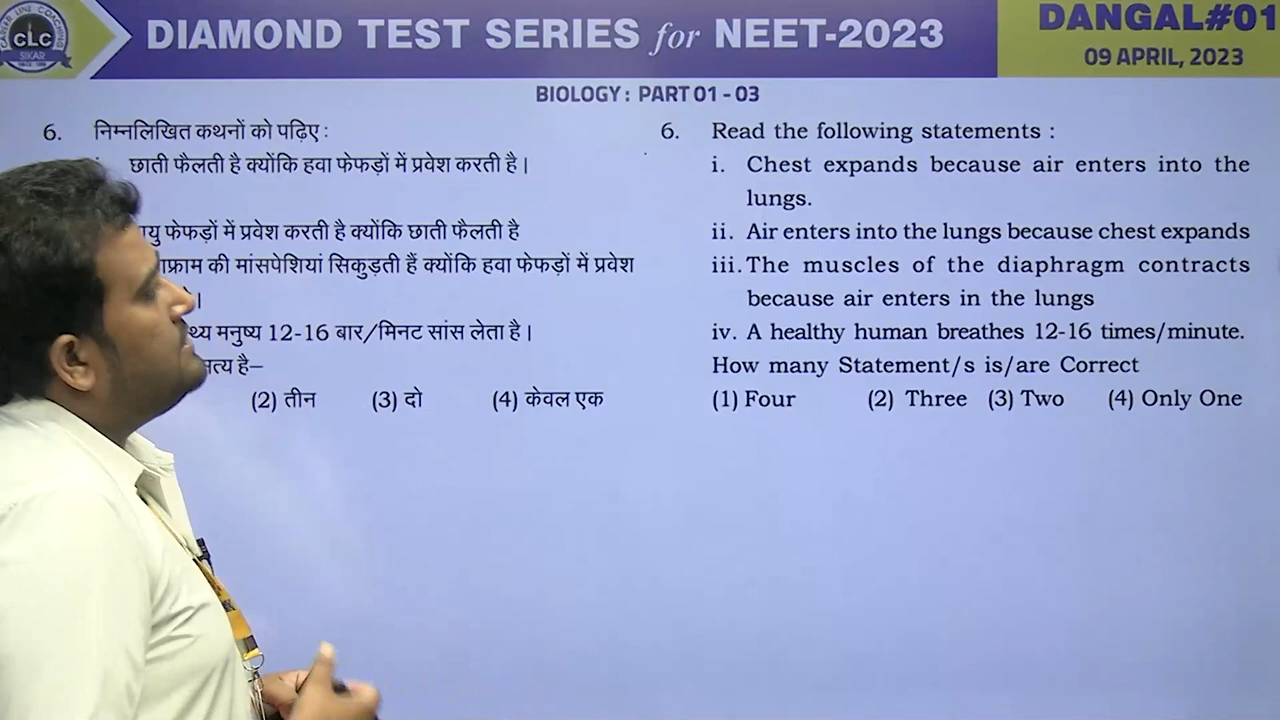 CAREER LINE COACHING
CLC
SIKAR
DIAMOND TEST SERIES for NEET-2023
DANGAL#01
09 APRIL, 2023
BIOLOGY : PART 01 - 03
6. निम्नलिखित कथनों को पढ़िए :
छाती फैलती है क्योंकि हवा फेफड़ों में प्रवेश करती है।
फेफड़ों में प्रवेश करती है क्योंकि छाती फैलती है
की मांसपेशियां सिकुड़ती हैं क्योंकि हवा फेफड़ों में प्रवेश
मनुष्य 12-16 बार/मिनट सांस लेता है।
है–
(2) तीन (3) दो (4) केवल एक
6. Read the following statements :
i. Chest expands because air enters into the
lungs.
ii. Air enters into the lungs because chest expands
iii. The muscles of the diaphragm contracts
because air enters in the lungs
iv. A healthy human breathes 12-16 times/minute.
How many Statement/s is/are Correct
(1) Four (2) Three (3) Two (4) Only One